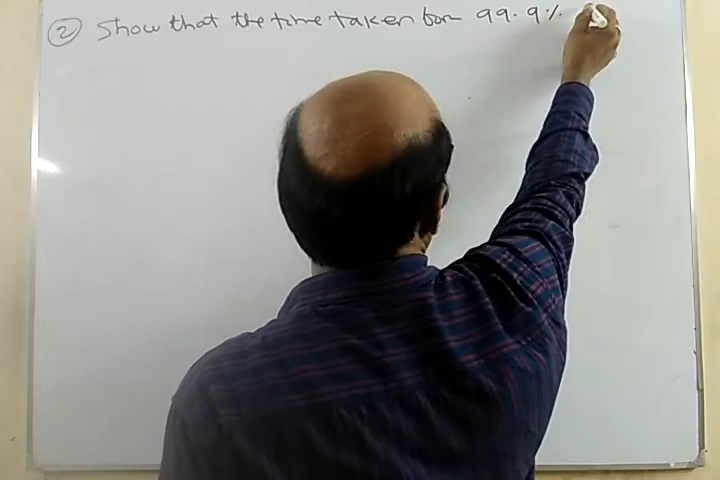 ② Show that the time taken for 99.9%.